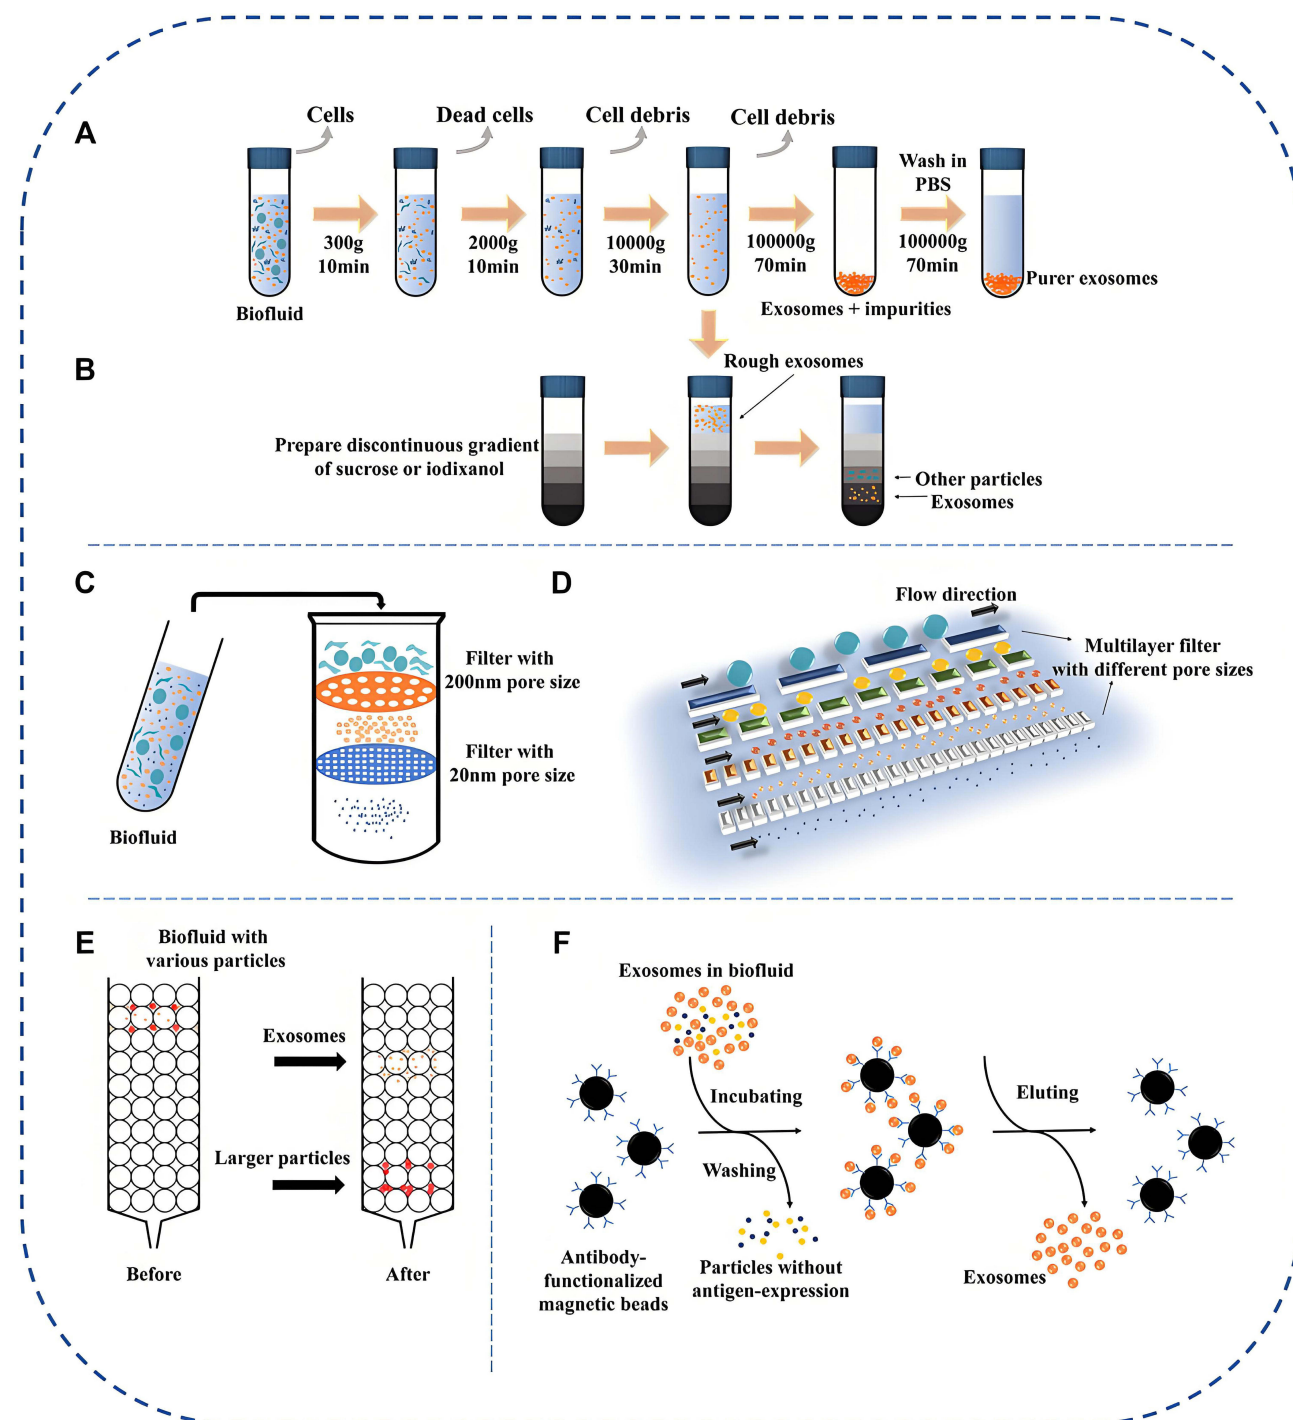 A
Cells
Dead cells
Cell debris
Cell debris
Wash in
PBS
300g
10min
2000g
10min
10000g
30min
100000g
70min
100000g
70min
Biofluid
Exosomes + impurities
Purer exosomes
B
Rough exosomes
Prepare discontinuous gradient
of sucrose or iodixanol
Other particles
Exosomes
C
Filter with
200nm pore size
Filter with
20nm pore size
Biofluid
D
Flow direction
Multilayer filter
with different pore sizes
E
Biofluid with
various particles
Exosomes
Larger particles
Before
After
F
Exosomes in biofluid
Incubating
Washing
Eluting
Antibody-
functionalized
magnetic beads
Particles without
antigen-expression
Exosomes